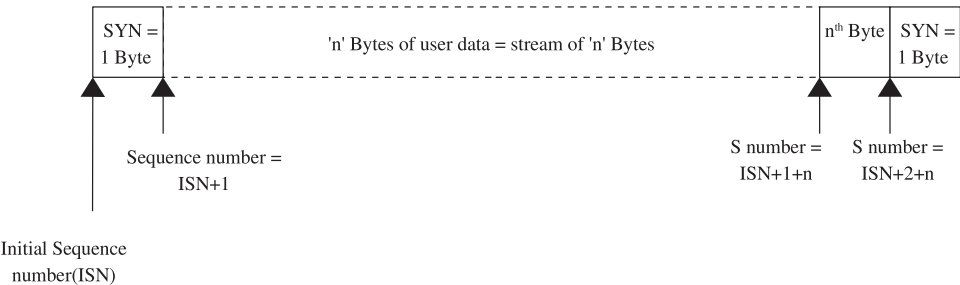 SYN =
1 Byte
'n' Bytes of user data = stream of 'n' Bytes
nth Byte
SYN =
1 Byte
Sequence number =
ISN+1
S number =
ISN+1+n
S number =
ISN+2+n
Initial Sequence
number(ISN)